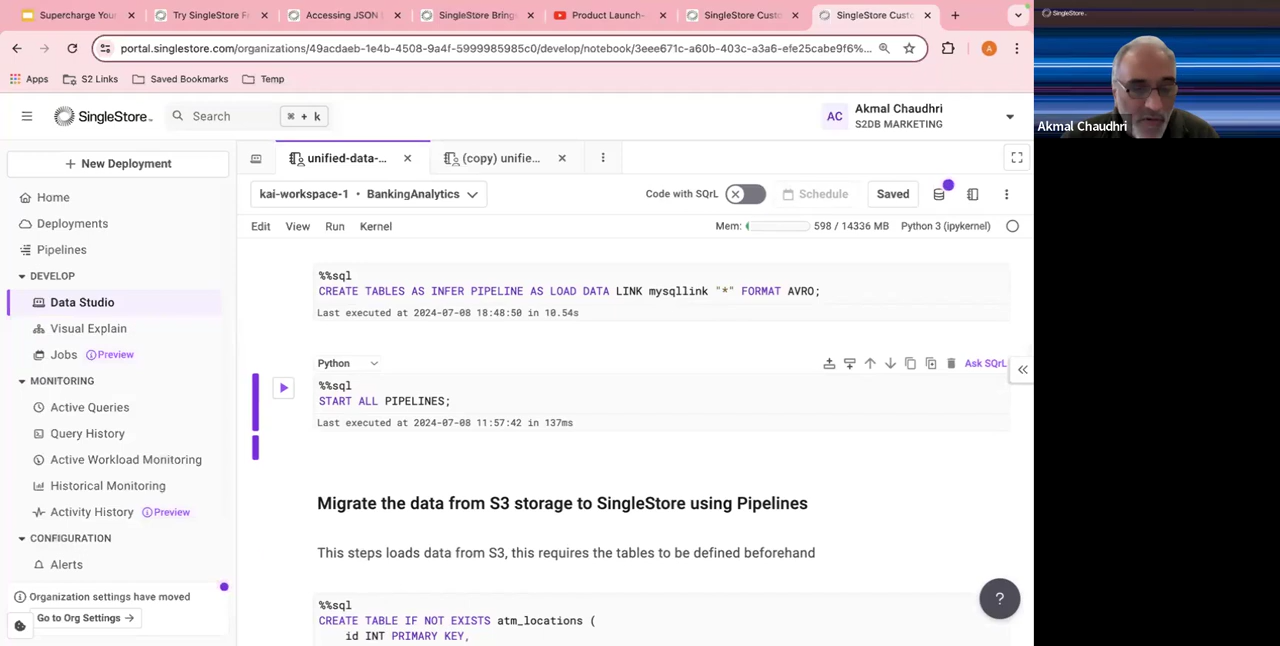 Supercharge Your
Try SingleStore F
Accessing JSON
SingleStore Bring
Product Launch
SingleStore Custo
SingleStore Custo
portal.singlestore.com/organizations/49acdaeb-1e4b-4508-9a4f-5999985985c0/develop/notebook/3eee671c-a60b-403c-a3a6-efe25cabe9f6%...
Apps S2 Links Saved Bookmarks Temp
SingleStore
Search ⌘ + k
AC Akmal Chaudhri
S2DB MARKETING
+ New Deployment
Home
Deployments
Pipelines
DEVELOP
Data Studio
Visual Explain
Jobs Preview
MONITORING
Active Queries
Query History
Active Workload Monitoring
Historical Monitoring
Activity History Preview
CONFIGURATION
Alerts
Organization settings have moved
Go to Org Settings →
unified-data-...
(copy) unifie...
kai-workspace-1 • BankingAnalytics
Code with SQrL Schedule Saved
Edit View Run Kernel
Mem: 598 / 14336 MB Python 3 (ipykernel)
%%sql
CREATE TABLES AS INFER PIPELINE AS LOAD DATA LINK mysqllink "*" FORMAT AVRO;
Last executed at 2024-07-08 18:48:50 in 10.54s
Python
Ask SQrL
%%sql
START ALL PIPELINES;
Last executed at 2024-07-08 11:57:42 in 137ms
Migrate the data from S3 storage to SingleStore using Pipelines
This steps loads data from S3, this requires the tables to be defined beforehand
%%sql
CREATE TABLE IF NOT EXISTS atm_locations (
id INT PRIMARY KEY,
?
SingleStore
Akmal Chaudhri